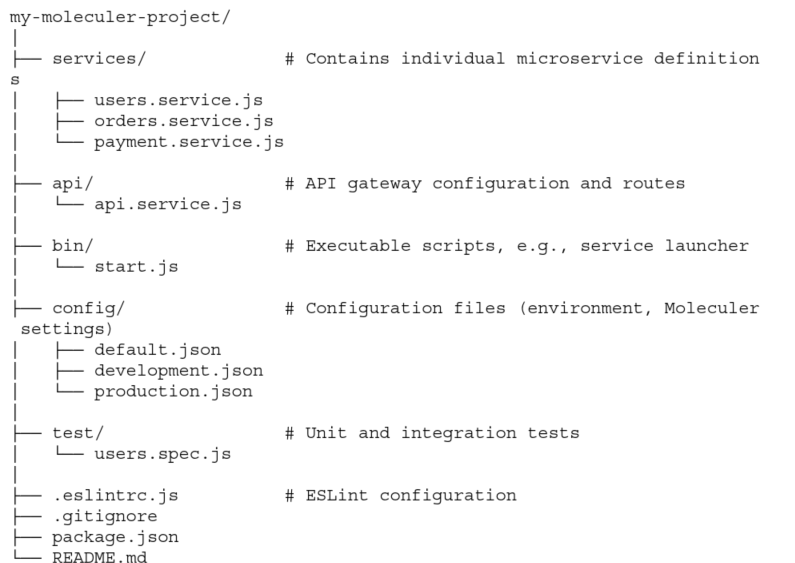 my-moleculer-project/
│
├── services/               # Contains individual microservice definition
s
│   ├── users.service.js
│   ├── orders.service.js
│   └── payment.service.js
│
├── api/                    # API gateway configuration and routes
│   └── api.service.js
│
├── bin/                    # Executable scripts, e.g., service launcher
│   └── start.js
│
├── config/                 # Configuration files (environment, Moleculer
 settings)
│   ├── default.json
│   ├── development.json
│   └── production.json
│
├── test/                   # Unit and integration tests
│   └── users.spec.js
│
├── .eslintrc.js            # ESLint configuration
├── .gitignore
├── package.json
└── README.md